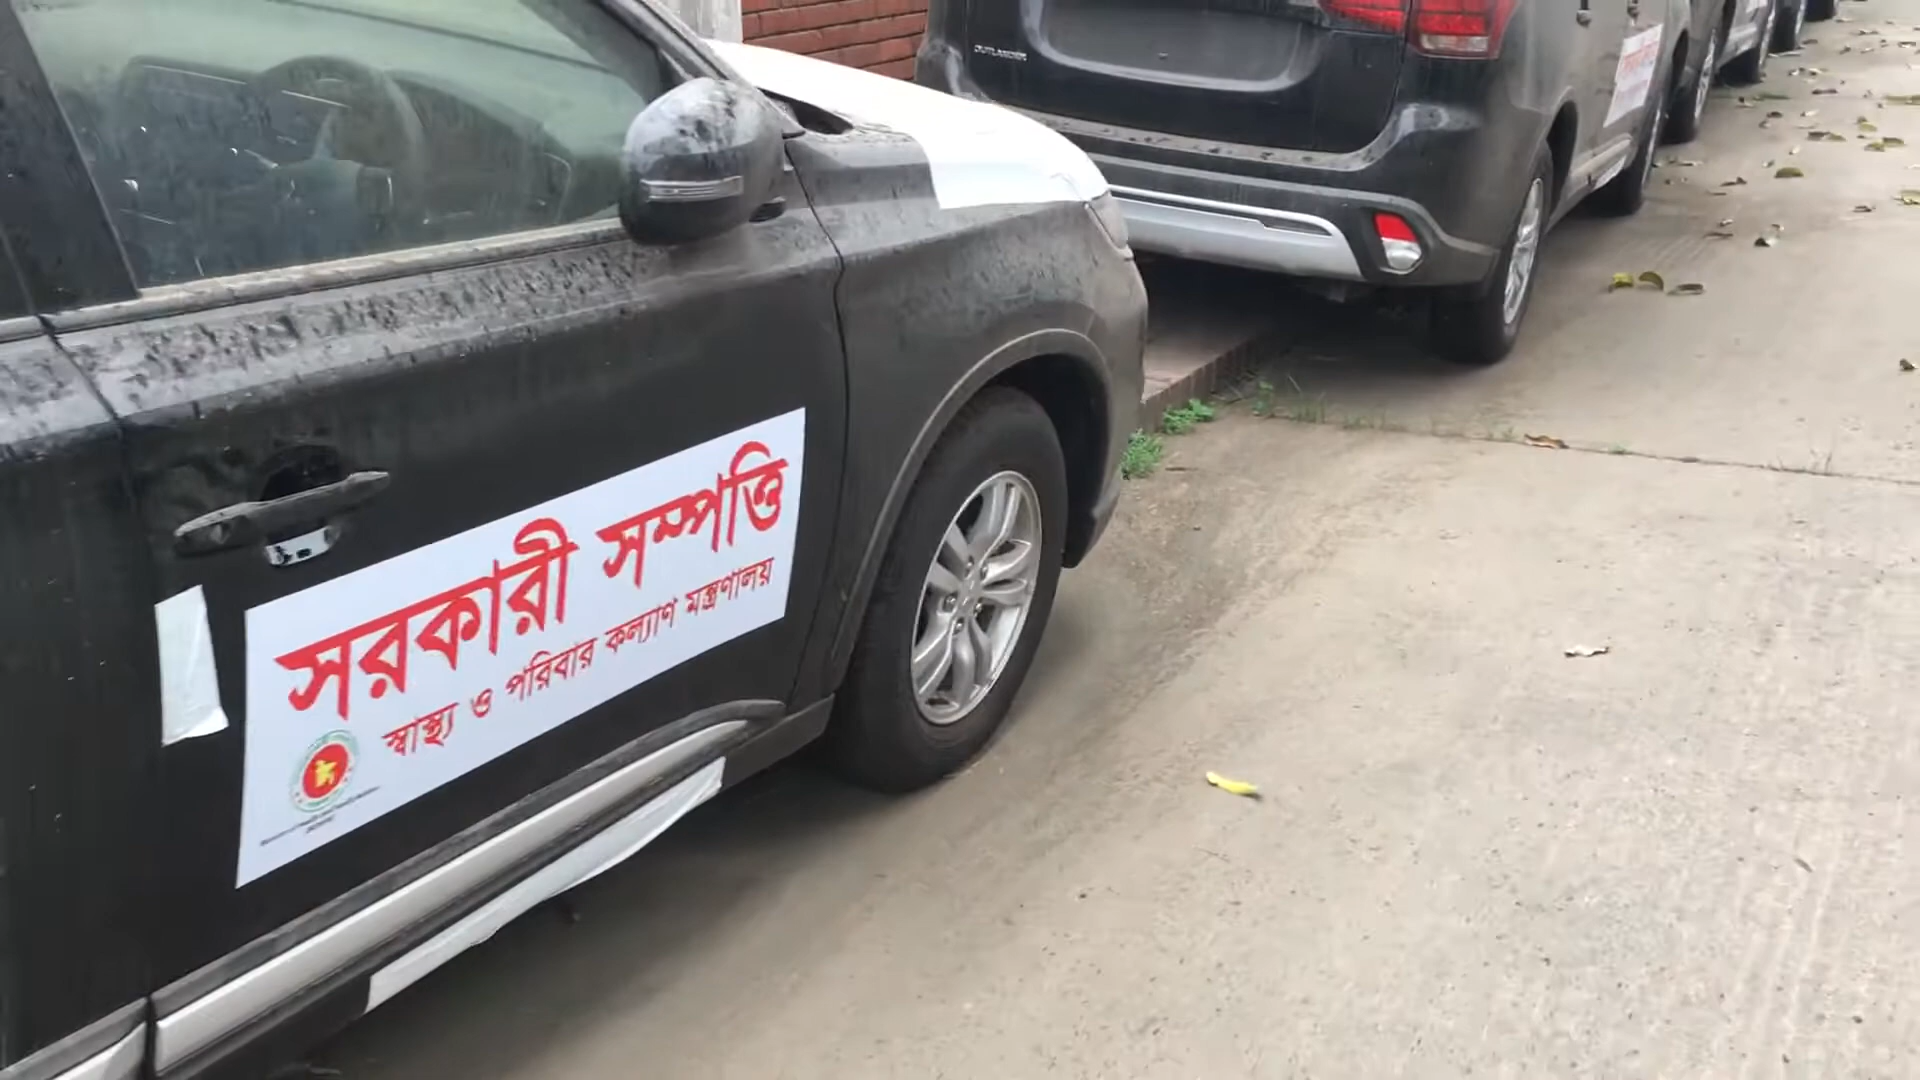 OUTLANDER
সরকারী সম্পত্তি
স্বাস্থ্য ও পরিবার কল্যাণ মন্ত্রণালয়